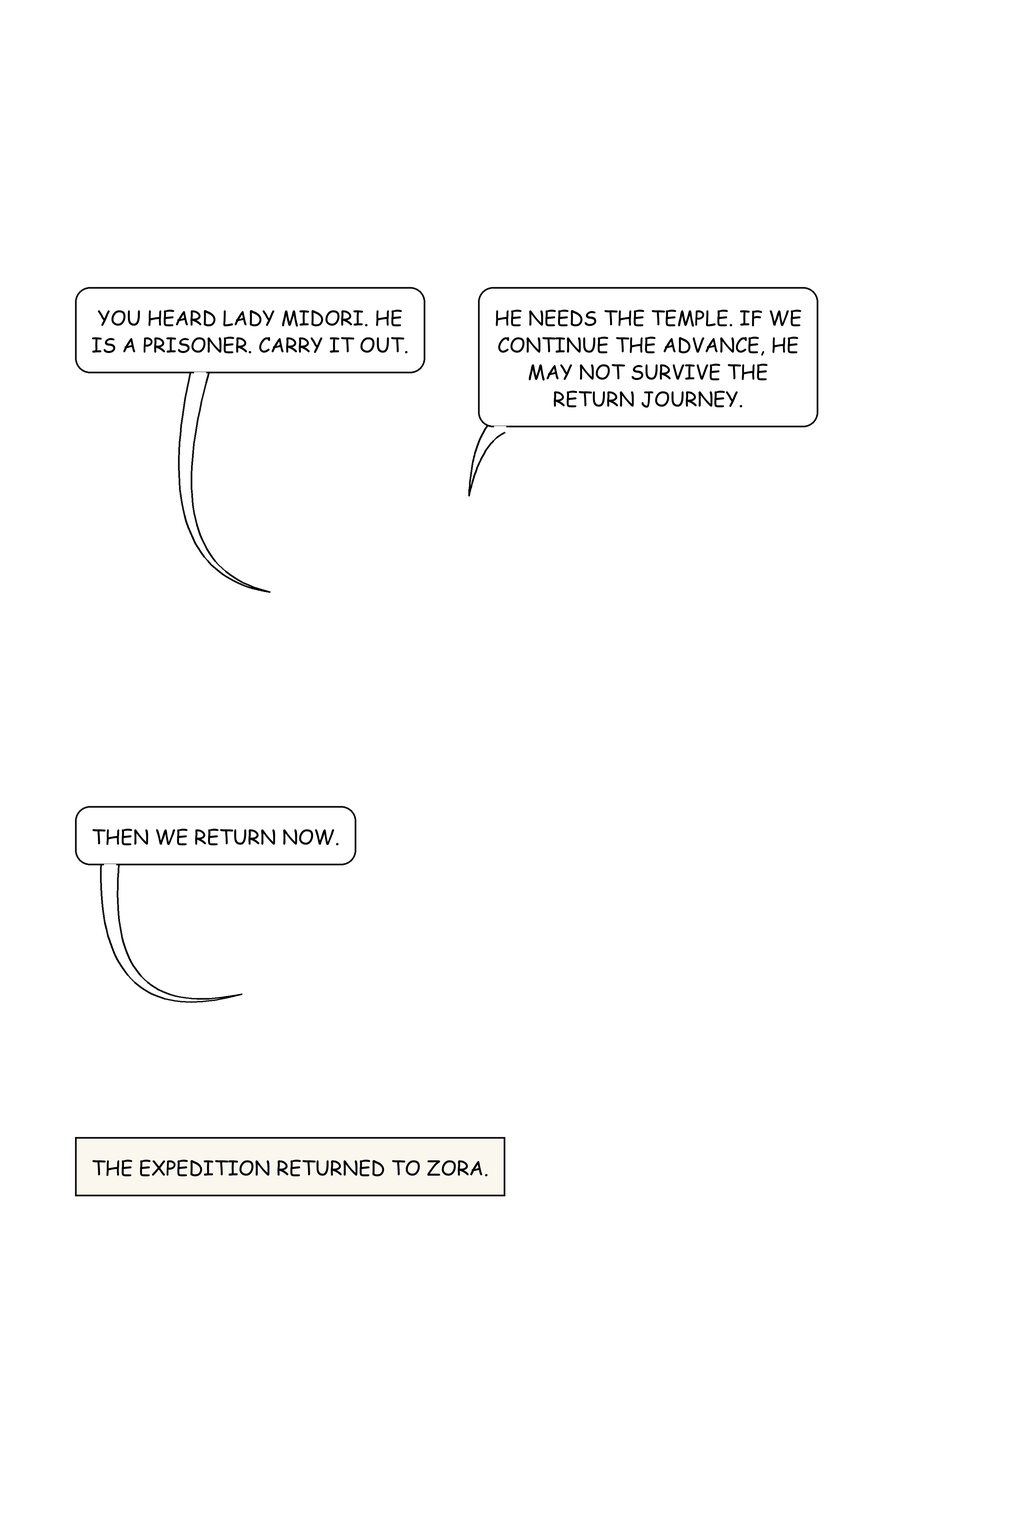 YOU HEARD LADY MIDORI. HE
IS A PRISONER. CARRY IT OUT.
HE NEEDS THE TEMPLE. IF WE
CONTINUE THE ADVANCE, HE
MAY NOT SURVIVE THE
RETURN JOURNEY.
THEN WE RETURN NOW.
THE EXPEDITION RETURNED TO ZORA.